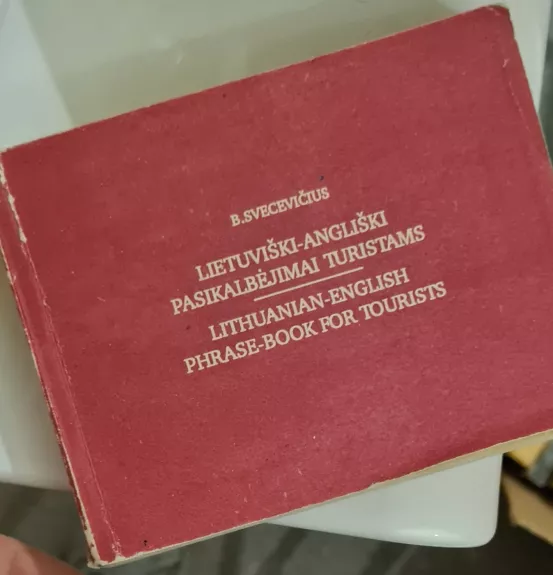 B.SVECEVIČIUS
LIETUVIŠKI-ANGLIŠKI
PASIKALBĖJIMAI TURISTAMS
LITHUANIAN-ENGLISH
PHRASE-BOOK FOR TOURISTS